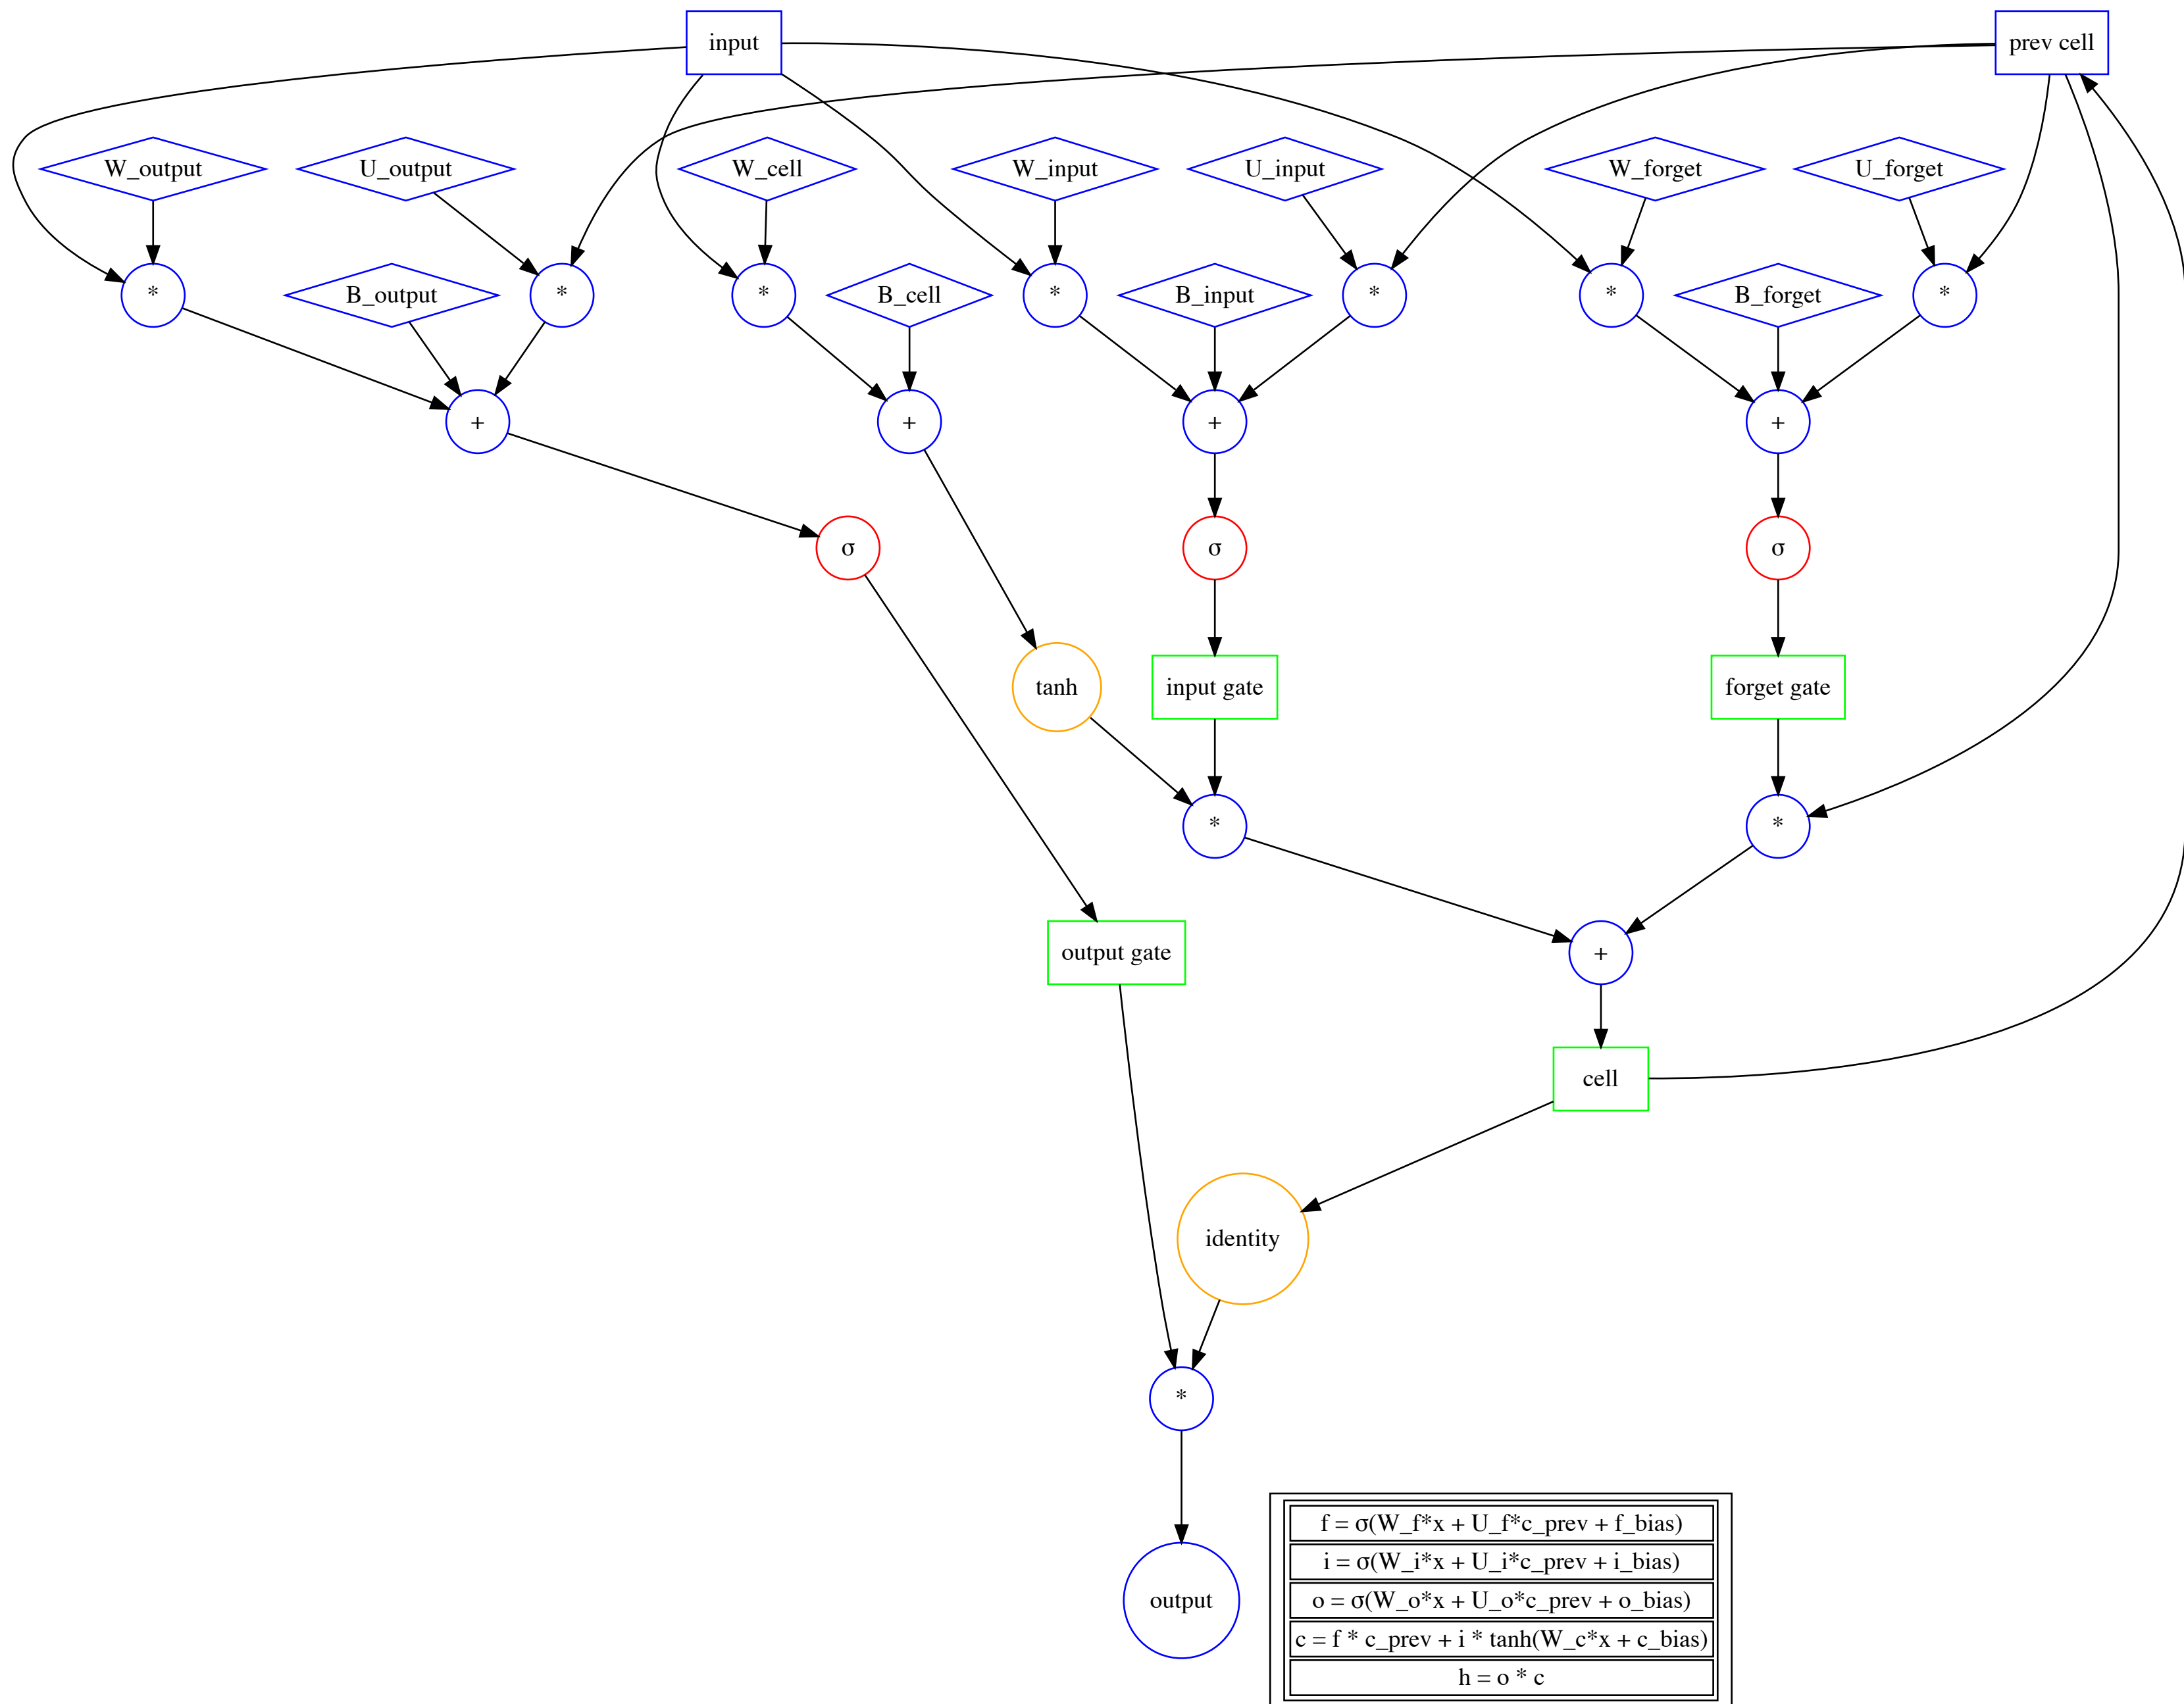 input
prev cell
W_output
U_output
W_cell
W_input
U_input
W_forget
U_forget
*
B_output
*
*
B_cell
*
B_input
*
*
B_forget
*
+
+
+
+
σ
σ
σ
tanh
input gate
forget gate
*
*
output gate
+
cell
identity
*
output
f = σ(W_f*x + U_f*c_prev + f_bias)
i = σ(W_i*x + U_i*c_prev + i_bias)
o = σ(W_o*x + U_o*c_prev + o_bias)
c = f * c_prev + i * tanh(W_c*x + c_bias)
h = o * c